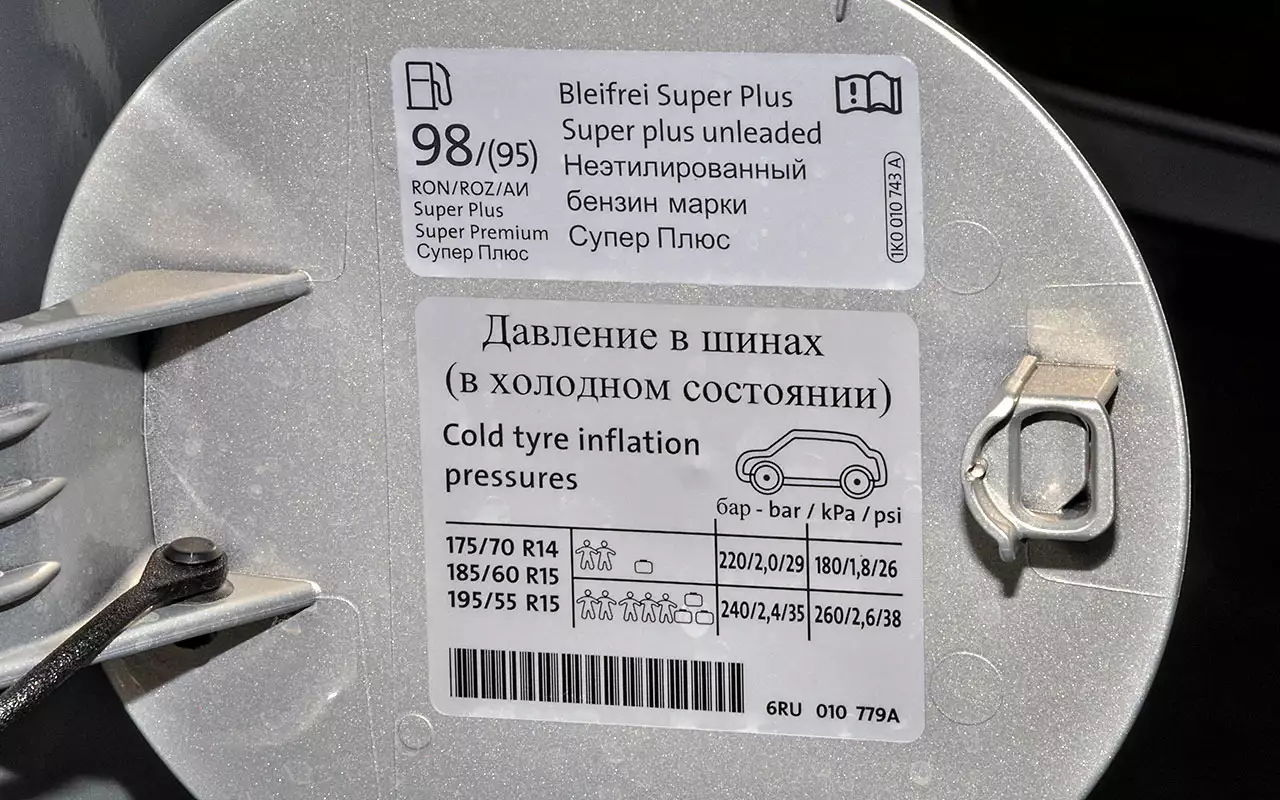 98/(95)
RON/ROZ/АИ
Super Plus
Super Premium
Супер Плюс
Bleifrei Super Plus
Super plus unleaded
Неэтилированный
бензин марки
Супер Плюс
1K0 010 743 A
Давление в шинах
(в холодном состоянии)
Cold tyre inflation
pressures
бар - bar / kPa / psi
175/70 R14
185/60 R15
195/55 R15
220/2,0/29 180/1,8/26
240/2,4/35 260/2,6/38
6RU 010 779A